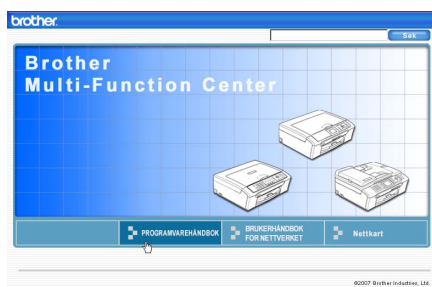 brother.
Søk
Brother
Multi-Function Center
PROGRAMVAREHÅNDBOK
BRUKERHÅNDBOK
FOR NETTVERKET
Nettkart
©2007 Brother Industries, Ltd.